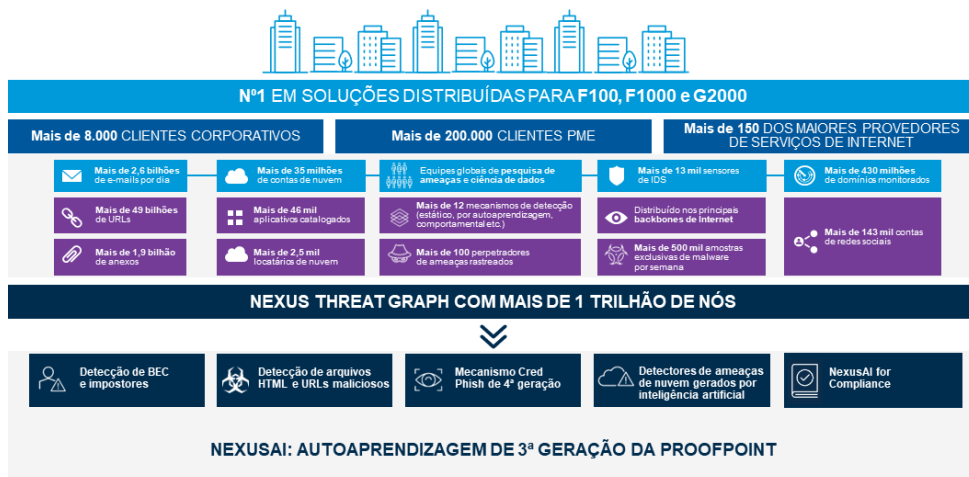 Nº1 EM SOLUÇÕES DISTRIBUÍDAS PARA F100, F1000 e G2000
Mais de 8.000 CLIENTES CORPORATIVOS
Mais de 200.000 CLIENTES PME
Mais de 150 DOS MAIORES PROVEDORES
DE SERVIÇOS DE INTERNET
Mais de 2,6 bilhões
de e-mails por dia
Mais de 35 milhões
de contas de nuvem
Equipes globais de pesquisa de
ameaças e ciência de dados
Mais de 13 mil sensores
de IDS
Mais de 430 milhões
de domínios monitorados
Mais de 49 bilhões
de URLs
Mais de 46 mil
aplicativos catalogados
Mais de 12 mecanismos de detecção
(estático, por autoaprendizagem,
comportamental etc.)
Distribuído nos principais
backbones de Internet
Mais de 143 mil contas
de redes sociais
Mais de 1,9 bilhão
de anexos
Mais de 2,5 mil
locatários de nuvem
Mais de 100 perpetradores
de ameaças rastreados
Mais de 500 mil amostras
exclusivas de malware
por semana
NEXUS THREAT GRAPH COM MAIS DE 1 TRILHÃO DE NÓS
Detecção de BEC
e impostores
Detecção de arquivos
HTML e URLs maliciosos
Mecanismo Cred
Phish de 4ª geração
Detectores de ameaças
de nuvem gerados por
inteligência artificial
NexusAI for
Compliance
NEXUSAI: AUTOAPRENDIZAGEM DE 3ª GERAÇÃO DA PROOFPOINT